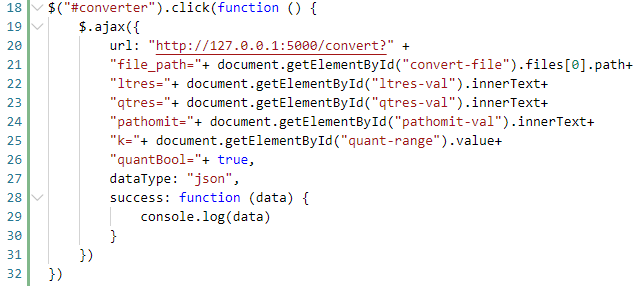 18 $("#converter").click(function () {
19 $.ajax({
20 url: "http://127.0.0.1:5000/convert?" +
21 "file_path="+ document.getElementById("convert-file").files[0].path+
22 "ltres="+ document.getElementById("ltres-val").innerText+
23 "qtres="+ document.getElementById("qtres-val").innerText+
24 "pathomit="+ document.getElementById("pathomit-val").innerText+
25 "k="+ document.getElementById("quant-range").value+
26 "quantBool="+ true,
27 dataType: "json",
28 success: function (data) {
29 console.log(data)
30 }
31 })
32 })